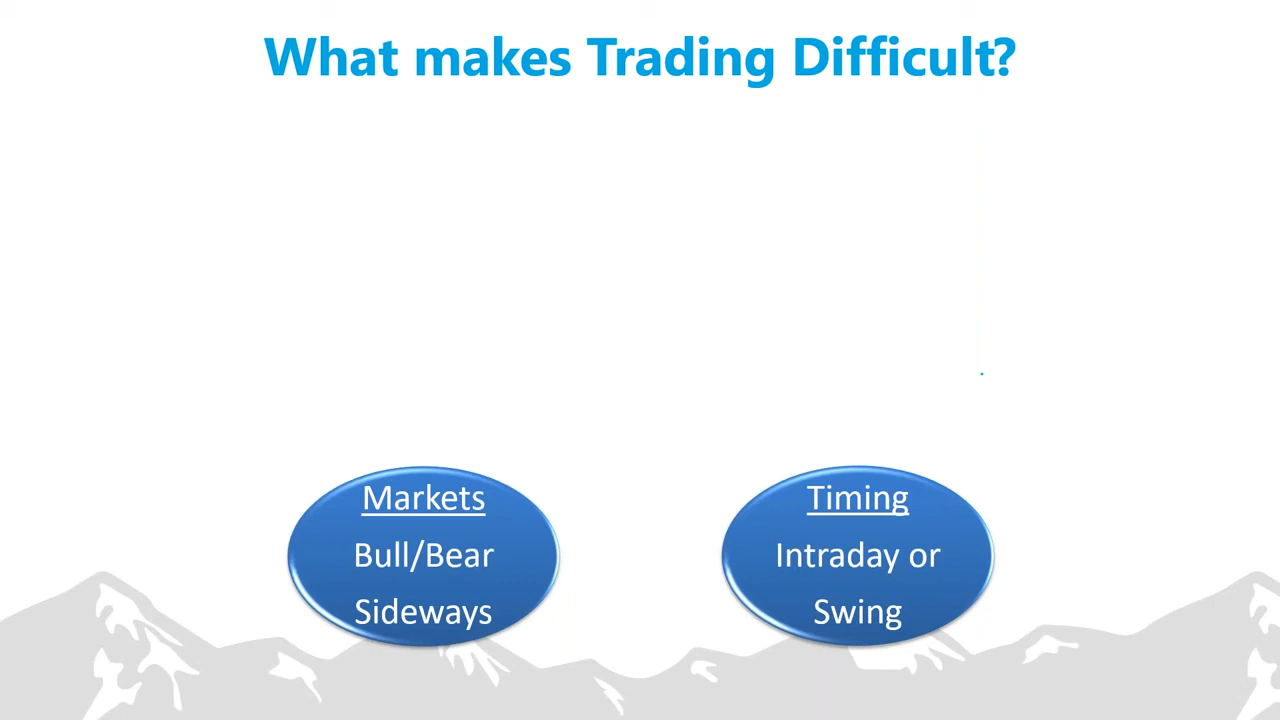 What makes Trading Difficult?
Markets
Bull/Bear
Sideways
Timing
Intraday or
Swing